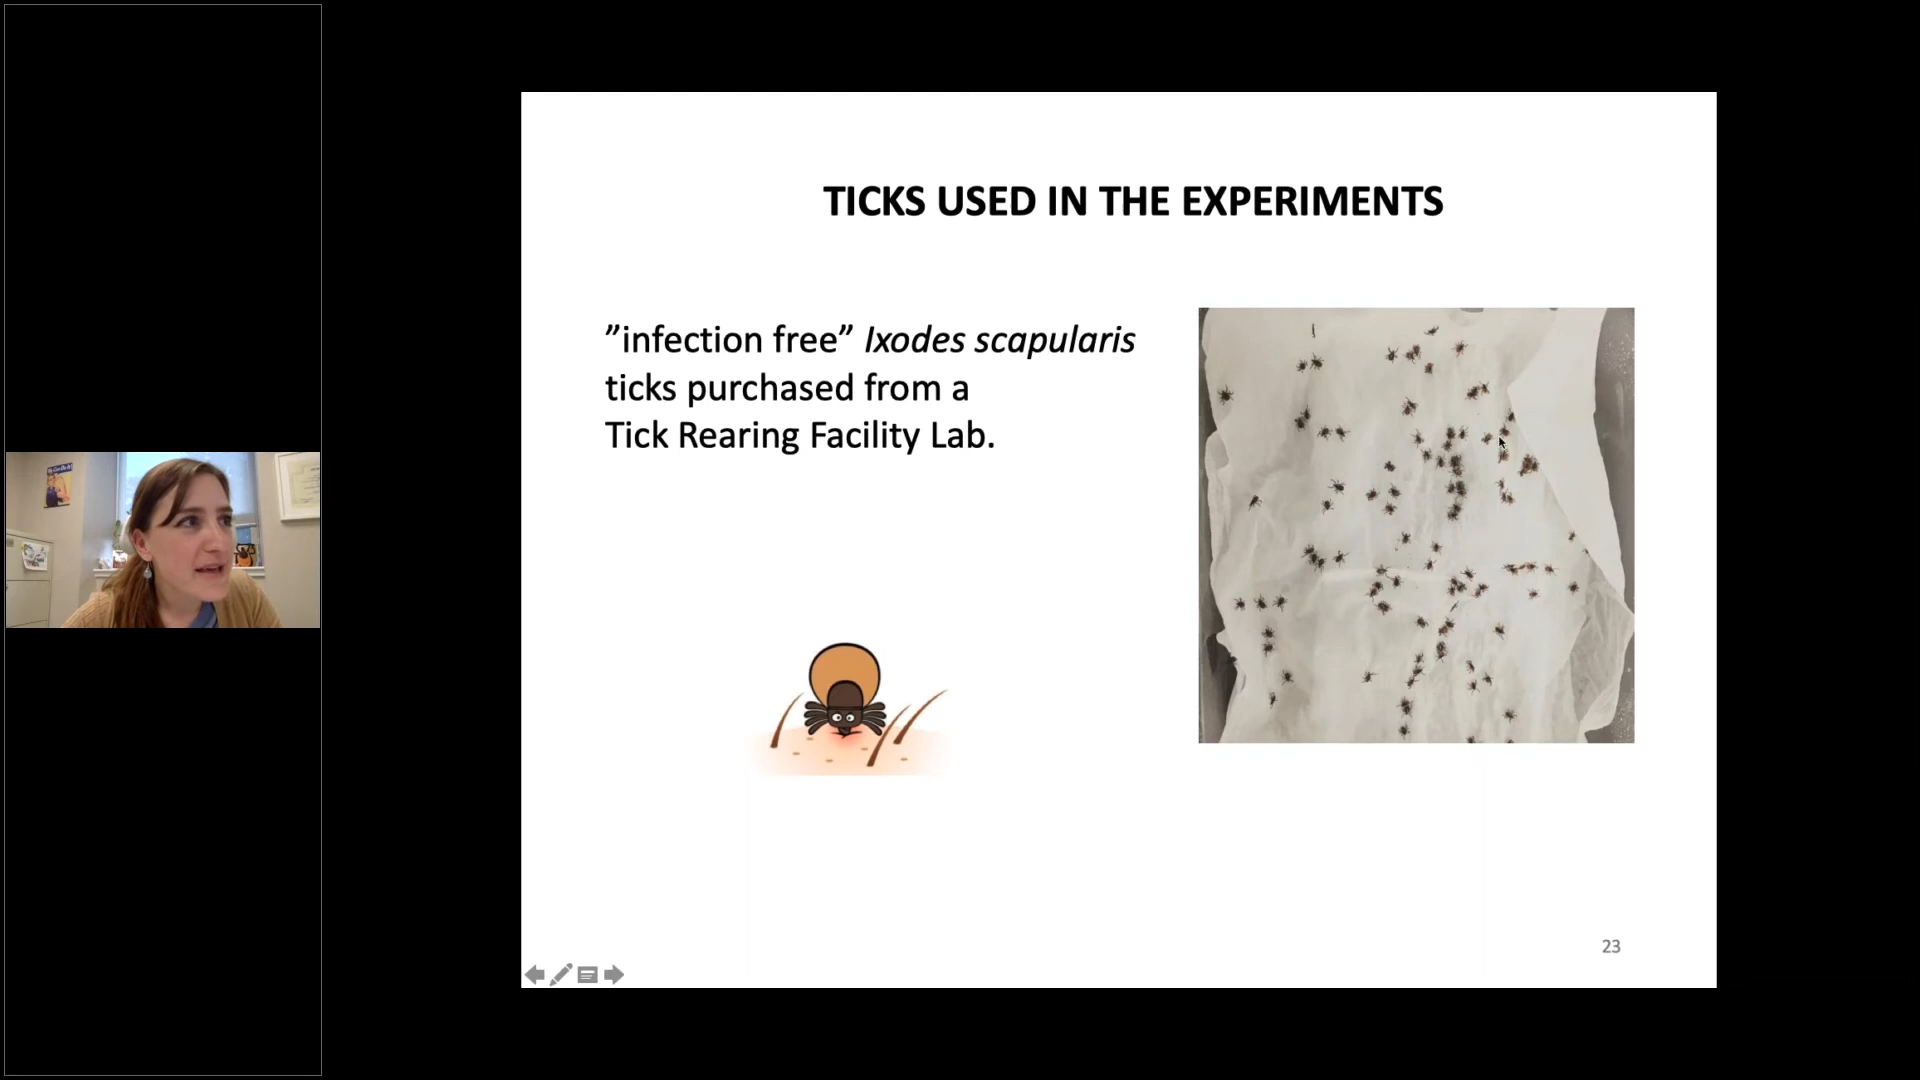 TICKS USED IN THE EXPERIMENTS
”infection free” Ixodes scapularis
ticks purchased from a
Tick Rearing Facility Lab.
23